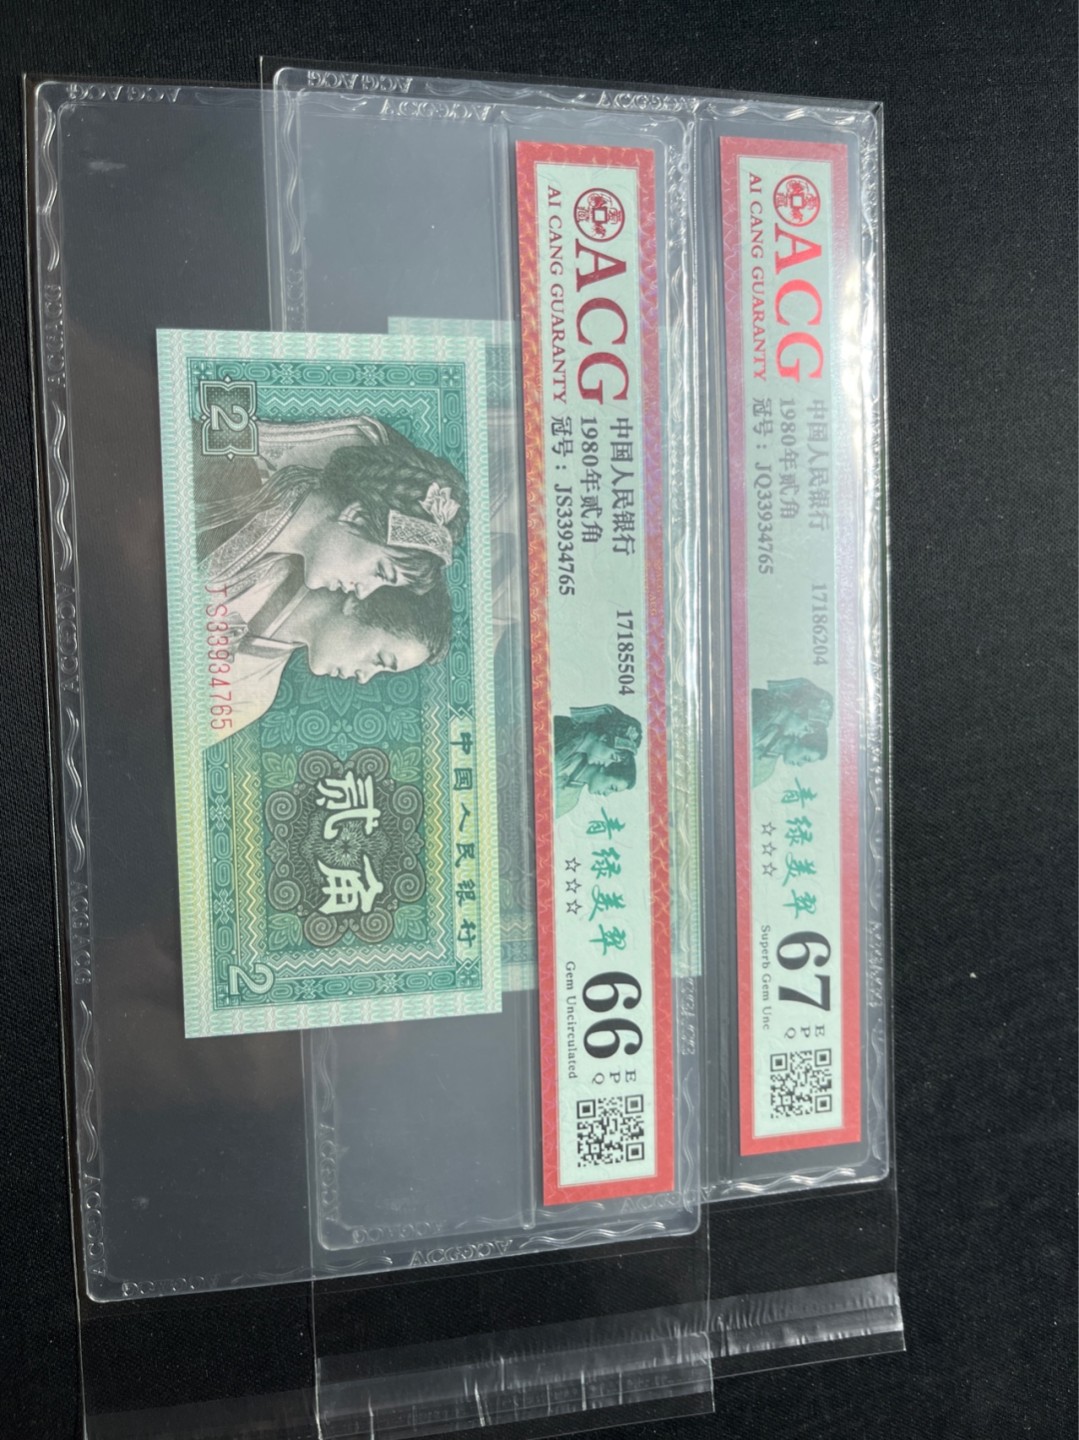 ACG
AI CANG GUARANTY
中国人民银行 17186204
1980年贰角
冠号：JQ33934765
青绿美翠
☆☆☆
67 EPQ
Superb Gem Unc
ACG
AI CANG GUARANTY
中国人民银行 17185504
1980年贰角
冠号：JS33934765
青绿美翠
☆☆☆
66 EPQ
Gem Uncirculated
中国人民银行
贰角
2
JS33934765
2